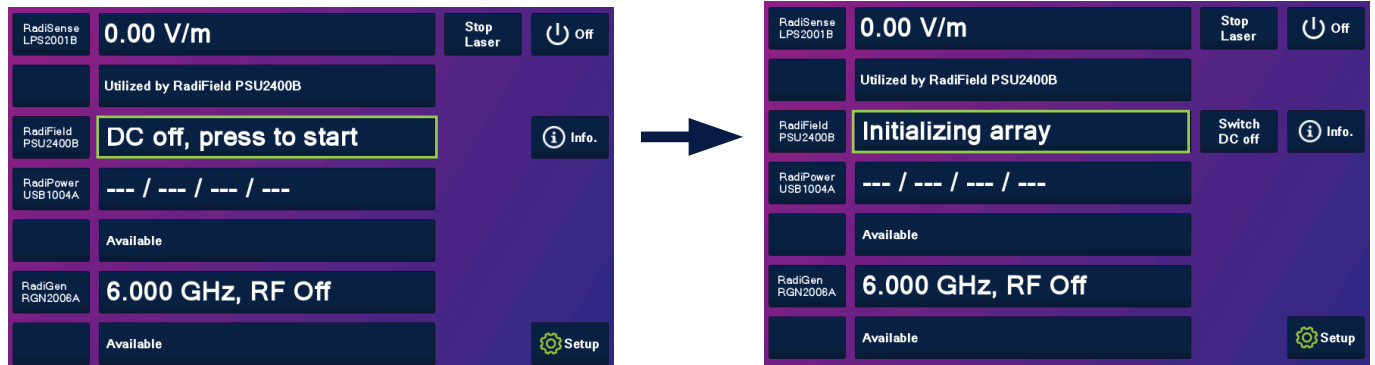 RadiSense
LPS2001B
0.00 V/m
Stop
Laser
Off
Utilized by RadiField PSU2400B
RadiField
PSU2400B
DC off, press to start
Info.
RadiPower
USB1004A
--- / --- / --- / ---
Available
RadiGen
RGN2006A
6.000 GHz, RF Off
Available
Setup
RadiSense
LPS2001B
0.00 V/m
Stop
Laser
Off
Utilized by RadiField PSU2400B
RadiField
PSU2400B
Initializing array
Switch
DC off
Info.
RadiPower
USB1004A
--- / --- / --- / ---
Available
RadiGen
RGN2006A
6.000 GHz, RF Off
Available
Setup